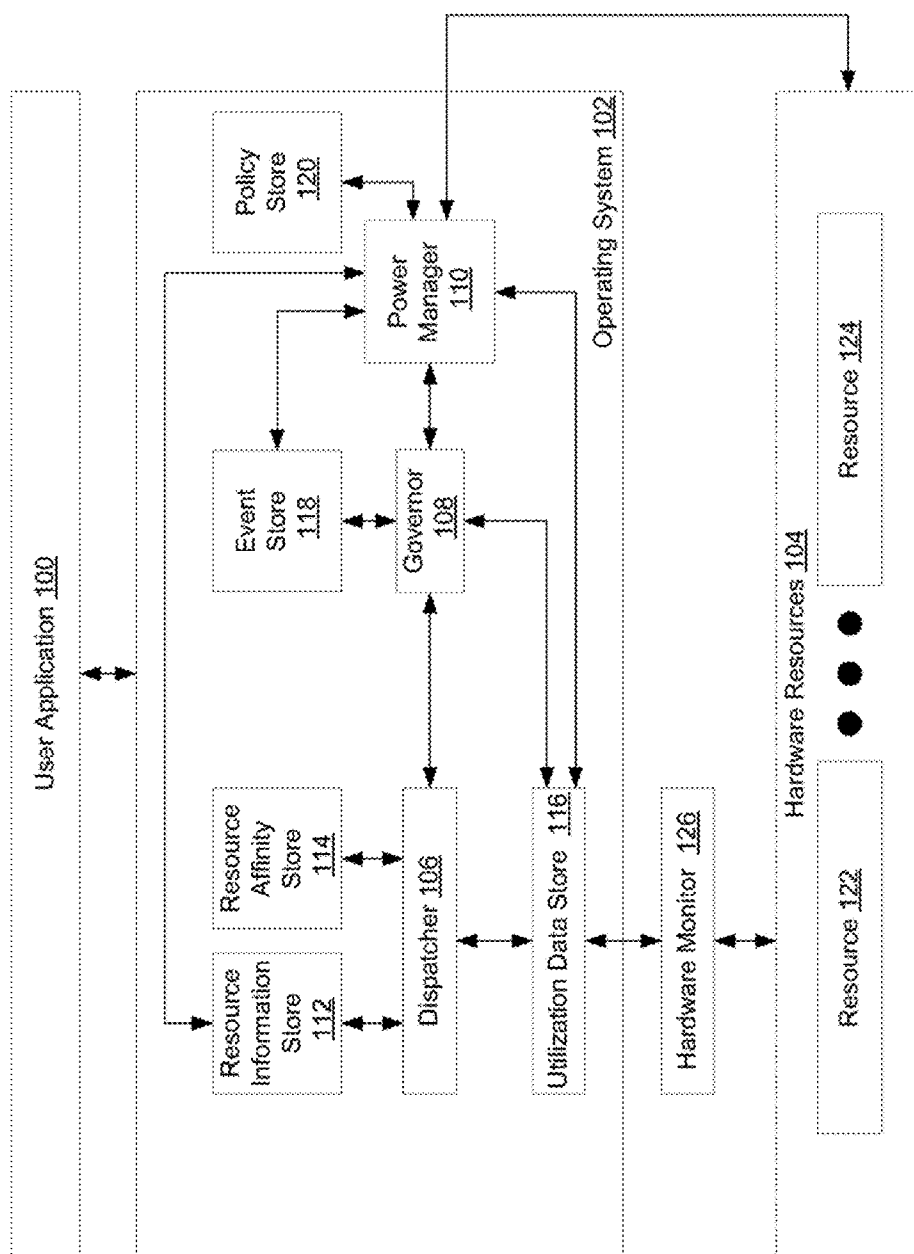 User Application 100
Resource
Information
Store
112
Resource
Affinity
Store
114
Event
Store
118
Policy
Store
120
Dispatcher 106
Governor
108
Power
Manager
110
Utilization Data Store 116
Operating System 102
Hardware Monitor 126
Hardware Resources 104
Resource 122
Resource 124